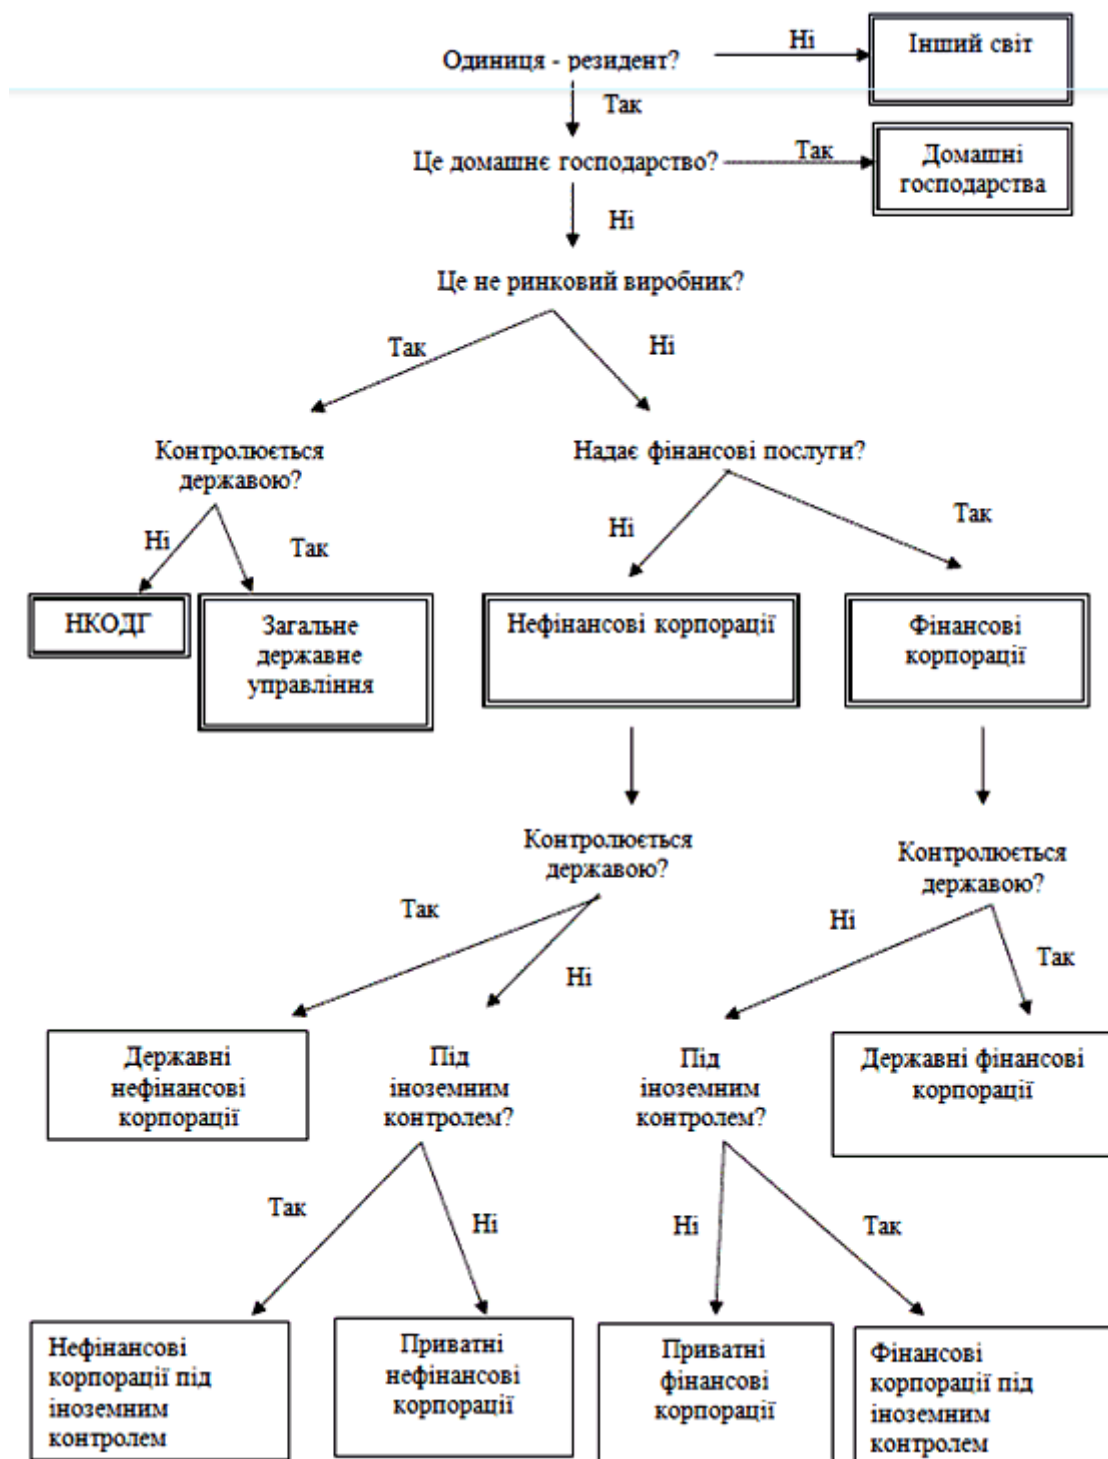 Одиниця - резидент?
Ні
Інший світ
Так
Це домашнє господарство?
Так
Домашні
господарства
Ні
Це не ринковий виробник?
Так
Ні
Контролюється
державою?
Надає фінансові послуги?
Ні
Так
Ні
Так
НКОДГ
Загальне
державне
управління
Нефінансові корпорації
Фінансові
корпорації
Контролюється
державою?
Контролюється
державою?
Так
Ні
Ні
Так
Державні
нефінансові
корпорації
Під
іноземним
контролем?
Під
іноземним
контролем?
Державні фінансові
корпорації
Так
Ні
Ні
Так
Нефінансові
корпорації під
іноземним
контролем
Приватні
нефінансові
корпорації
Приватні
фінансові
корпорації
Фінансові
корпорації під
іноземним
контролем